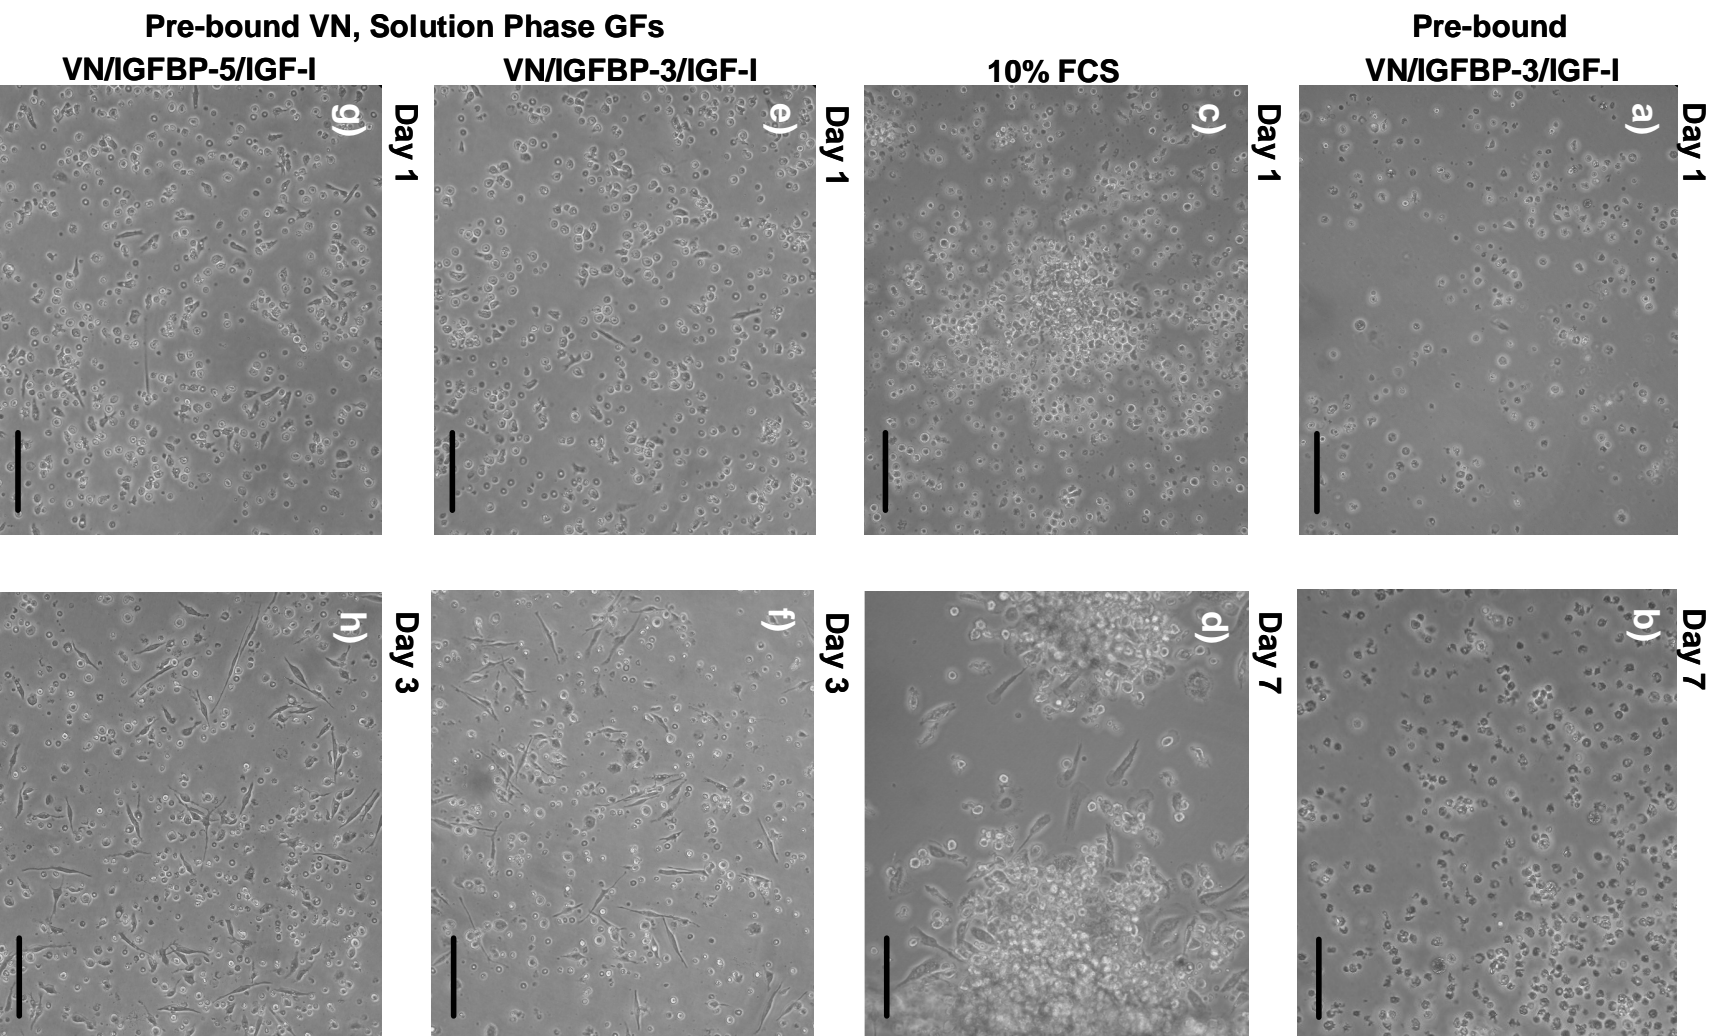 Pre-bound VN, Solution Phase GFs
Pre-bound
VN/IGFBP-5/IGF-I
VN/IGFBP-3/IGF-I
10% FCS
VN/IGFBP-3/IGF-I
g)
Day 1
e)
Day 1
c)
Day 1
a)
Day 1
h)
Day 3
f)
Day 3
d)
Day 7
b)
Day 7